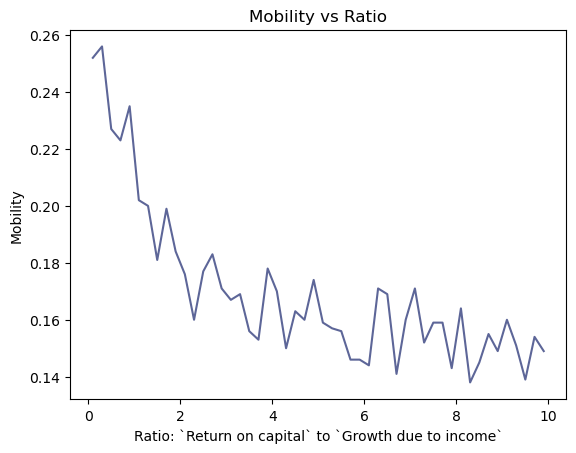 Mobility vs Ratio
0.26
0.24
0.22
0.20
0.18
0.16
0.14
Mobility
0 2 4 6 8 10
Ratio: `Return on capital` to `Growth due to income`